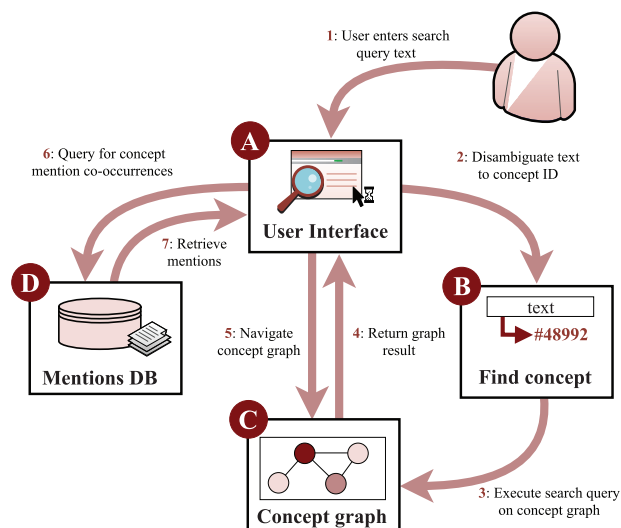 1: User enters search
query text
A
User Interface
6: Query for concept
mention co-occurrences
2: Disambiguate text
to concept ID
7: Retrieve
mentions
D
Mentions DB
B
text
#48992
Find concept
5: Navigate
concept graph
4: Return graph
result
C
Concept graph
3: Execute search query
on concept graph